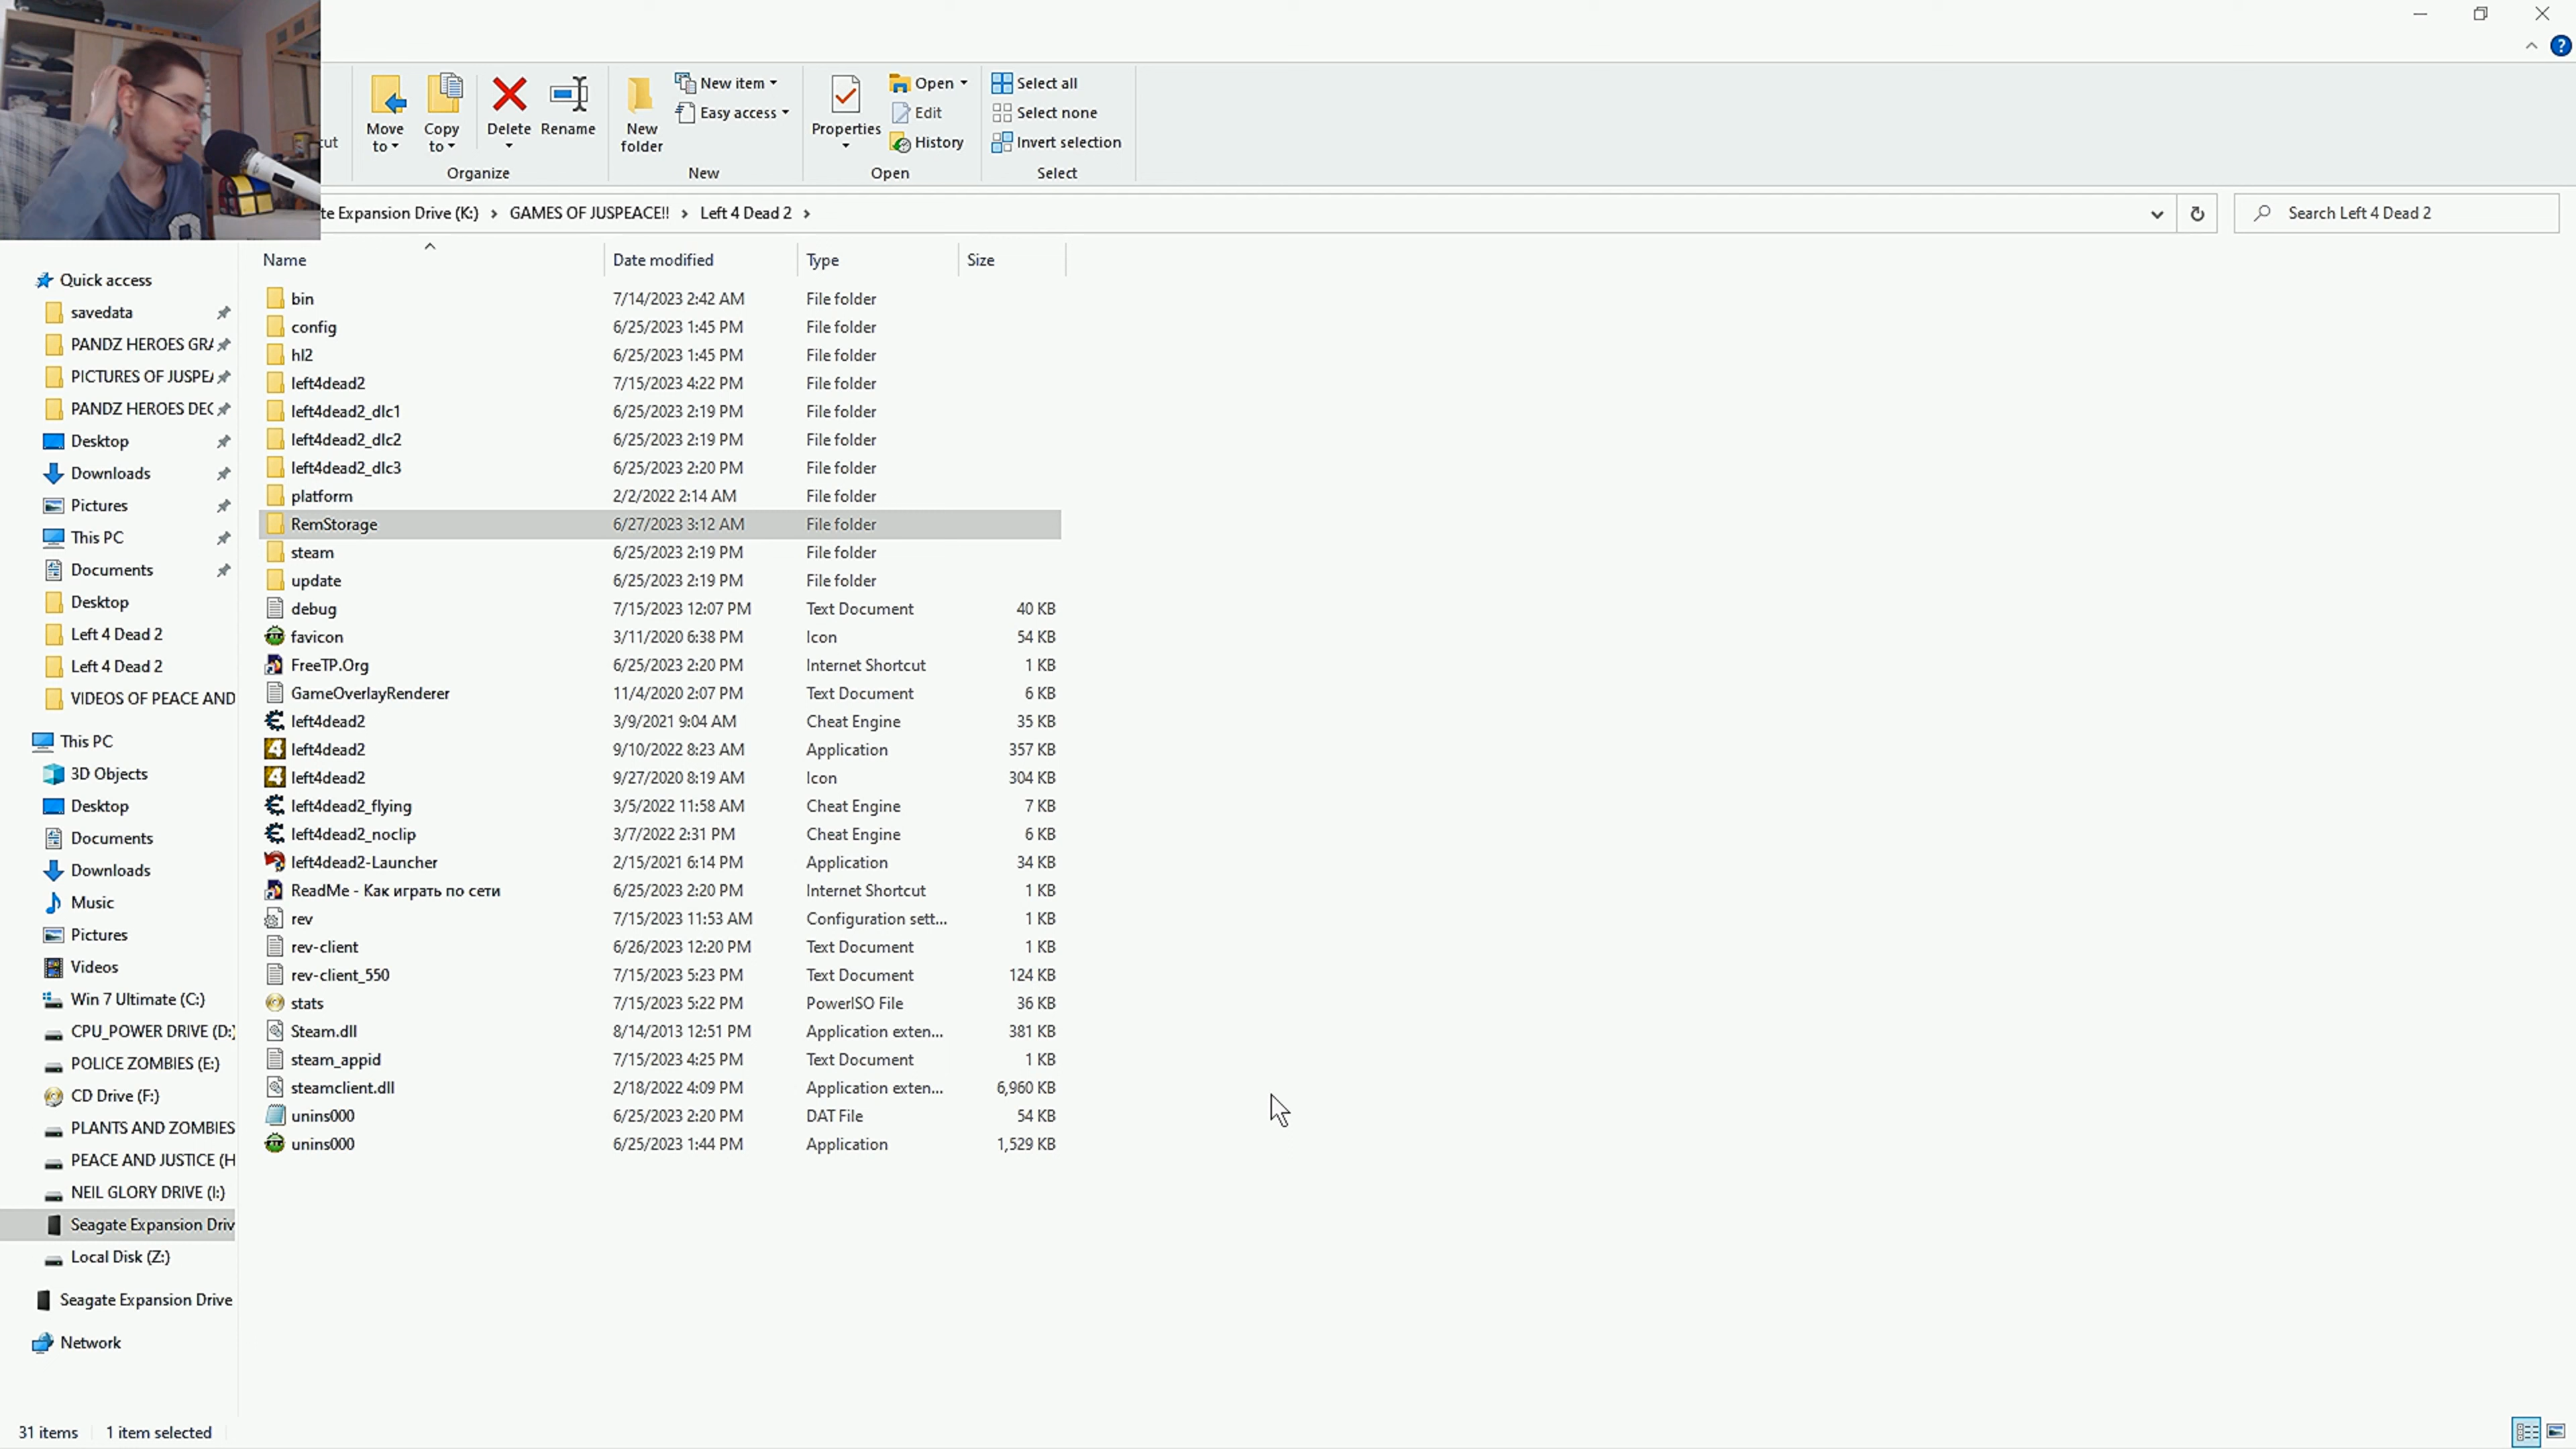 Move to
Copy to
Delete
Rename
Organize
New folder
New item
Easy access
New
Properties
Open
Edit
History
Open
Select all
Select none
Invert selection
Select
te Expansion Drive (K:) > GAMES OF JUSPEACE!! > Left 4 Dead 2 >
Search Left 4 Dead 2
Name Date modified Type Size
Quick access
savedata
PANDZ HEROES GRA
PICTURES OF JUSPEA
PANDZ HEROES DEC
Desktop
Downloads
Pictures
This PC
Documents
Desktop
Left 4 Dead 2
Left 4 Dead 2
VIDEOS OF PEACE AND
This PC
3D Objects
Desktop
Documents
Downloads
Music
Pictures
Videos
Win 7 Ultimate (C:)
CPU_POWER DRIVE (D:)
POLICE ZOMBIES (E:)
CD Drive (F:)
PLANTS AND ZOMBIES
PEACE AND JUSTICE (H
NEIL GLORY DRIVE (I:)
Seagate Expansion Driv
Local Disk (Z:)
Seagate Expansion Drive
Network
bin 7/14/2023 2:42 AM File folder
config 6/25/2023 1:45 PM File folder
hl2 6/25/2023 1:45 PM File folder
left4dead2 7/15/2023 4:22 PM File folder
left4dead2_dlc1 6/25/2023 2:19 PM File folder
left4dead2_dlc2 6/25/2023 2:19 PM File folder
left4dead2_dlc3 6/25/2023 2:20 PM File folder
platform 2/2/2022 2:14 AM File folder
RemStorage 6/27/2023 3:12 AM File folder
steam 6/25/2023 2:19 PM File folder
update 6/25/2023 2:19 PM File folder
debug 7/15/2023 12:07 PM Text Document 40 KB
favicon 3/11/2020 6:38 PM Icon 54 KB
FreeTP.Org 6/25/2023 2:20 PM Internet Shortcut 1 KB
GameOverlayRenderer 11/4/2020 2:07 PM Text Document 6 KB
left4dead2 3/9/2021 9:04 AM Cheat Engine 35 KB
left4dead2 9/10/2022 8:23 AM Application 357 KB
left4dead2 9/27/2020 8:19 AM Icon 304 KB
left4dead2_flying 3/5/2022 11:58 AM Cheat Engine 7 KB
left4dead2_noclip 3/7/2022 2:31 PM Cheat Engine 6 KB
left4dead2-Launcher 2/15/2021 6:14 PM Application 34 KB
ReadMe - Как играть по сети 6/25/2023 2:20 PM Internet Shortcut 1 KB
rev 7/15/2023 11:53 AM Configuration sett... 1 KB
rev-client 6/26/2023 12:20 PM Text Document 1 KB
rev-client_550 7/15/2023 5:23 PM Text Document 124 KB
stats 7/15/2023 5:22 PM PowerISO File 36 KB
Steam.dll 8/14/2013 12:51 PM Application exten... 381 KB
steam_appid 7/15/2023 4:25 PM Text Document 1 KB
steamclient.dll 2/18/2022 4:09 PM Application exten... 6,960 KB
unins000 6/25/2023 2:20 PM DAT File 54 KB
unins000 6/25/2023 1:44 PM Application 1,529 KB
31 items 1 item selected